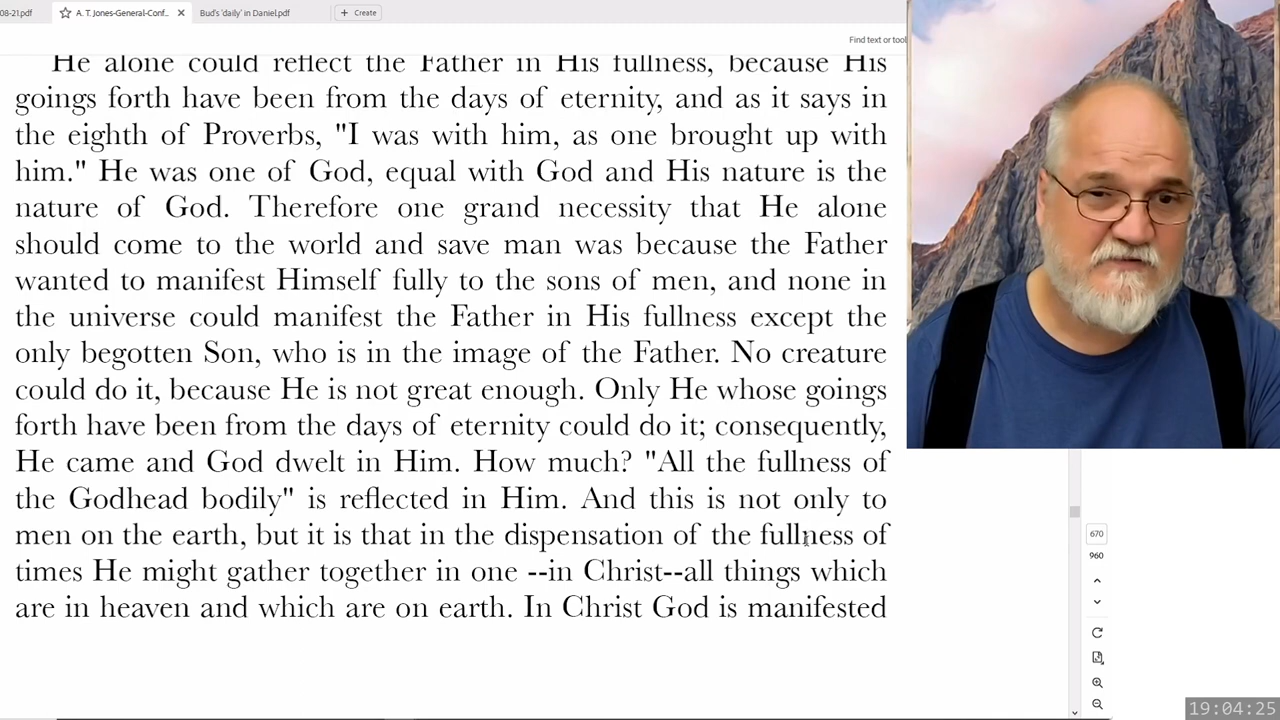 08-21.pdf
A. T. Jones-General-Conf...
Bud's 'daily' in Daniel.pdf
Create
Find text or tool
He alone could reflect the Father in His fullness, because His
goings forth have been from the days of eternity, and as it says in
the eighth of Proverbs, "I was with him, as one brought up with
him." He was one of God, equal with God and His nature is the
nature of God. Therefore one grand necessity that He alone
should come to the world and save man was because the Father
wanted to manifest Himself fully to the sons of men, and none in
the universe could manifest the Father in His fullness except the
only begotten Son, who is in the image of the Father. No creature
could do it, because He is not great enough. Only He whose goings
forth have been from the days of eternity could do it; consequently,
He came and God dwelt in Him. How much? "All the fullness of
the Godhead bodily" is reflected in Him. And this is not only to
men on the earth, but it is that in the dispensation of the fullness of
times He might gather together in one --in Christ--all things which
are in heaven and which are on earth. In Christ God is manifested
670
960
19:04:25